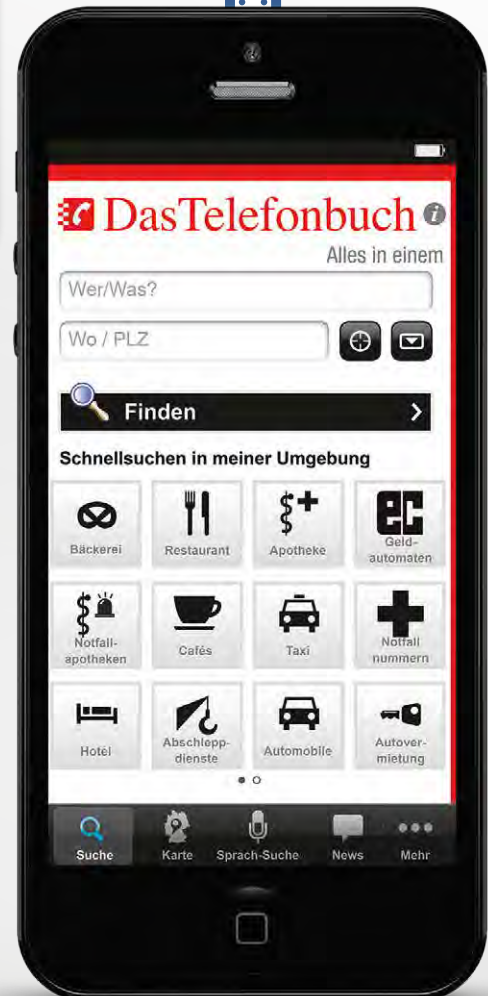 DasTelefonbuch
Alles in einem
Wer/Was?
Wo / PLZ
Finden
Schnellsuchen in meiner Umgebung
Bäckerei
Restaurant
Apotheke
ec
Geld-
automaten
Notfall-
apotheken
Cafés
Taxi
Notfall
nummern
Hotel
Abschlepp-
dienste
Automobile
Autover-
mietung
Suche
Karte
Sprach-Suche
News
Mehr